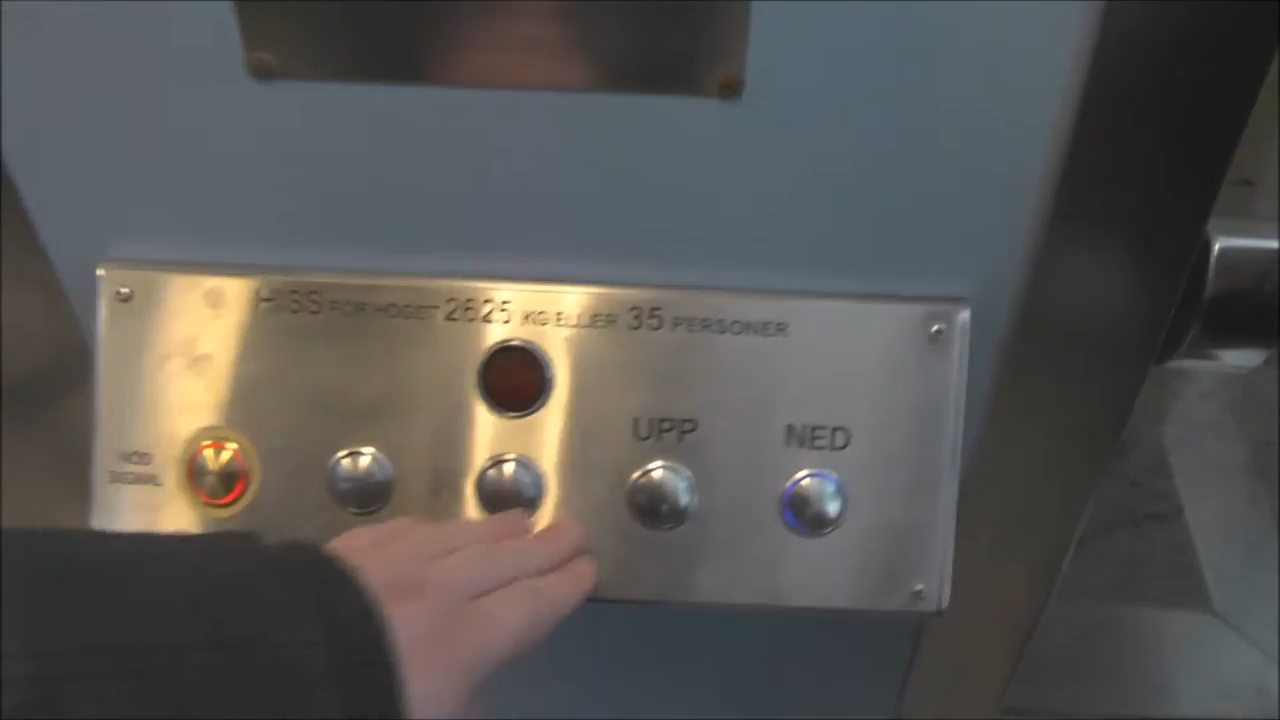 HISS FÖR HÖGST 2625 KG ELLER 35 PERSONER
UPP
NED
NÖD
SIGNAL